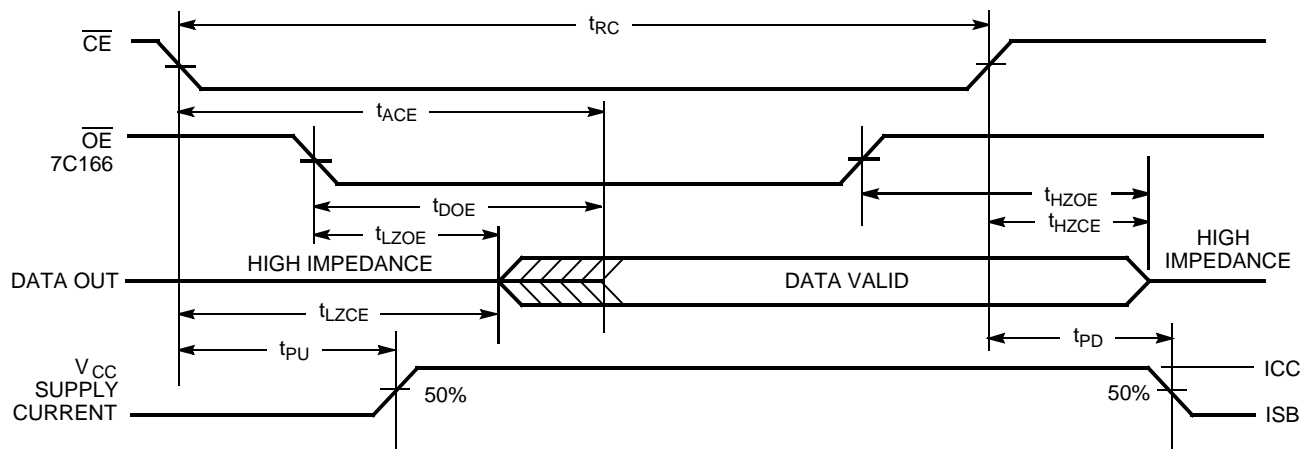 tRC
CE
tACE
OE
7C166
tDOE
tHZOE
tLZOE
tHZCE
HIGH IMPEDANCE
HIGH
IMPEDANCE
DATA OUT
DATA VALID
tLZCE
tPU
tPD
VCC
SUPPLY
CURRENT
50%
50%
ICC
ISB